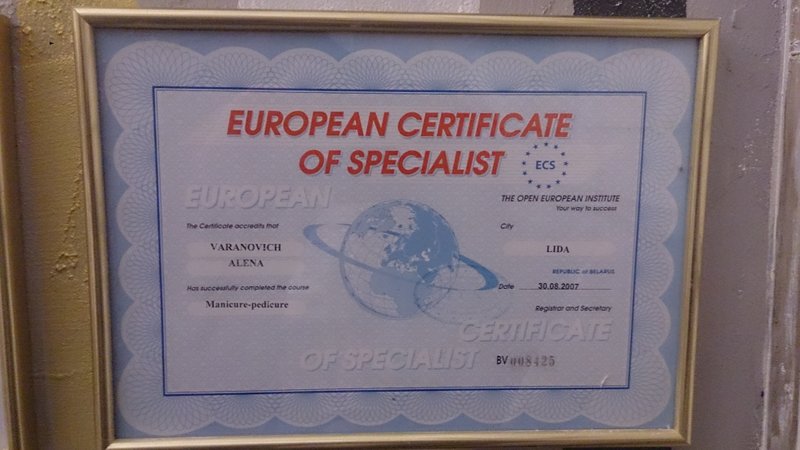 EUROPEAN CERTIFICATE
OF SPECIALIST
ECS
EUROPEAN
THE OPEN EUROPEAN INSTITUTE
Your way to success
The Certificate accredits that
City
VARANOVICH
ALENA
LIDA
REPUBLIC of BELARUS
Has successfully completed the course
Date 30.08.2007
Manicure-pedicure
Registrar and Secretary
CERTIFICATE
OF SPECIALIST
BV 008425